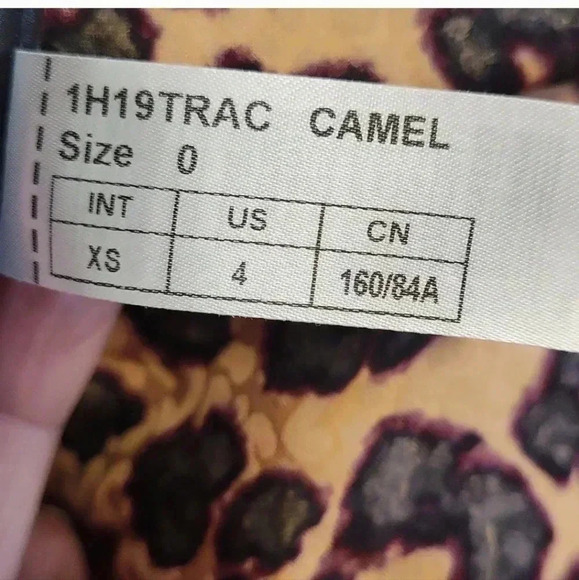 1H19TRAC CAMEL
Size 0
INT US CN
XS 4 160/84A